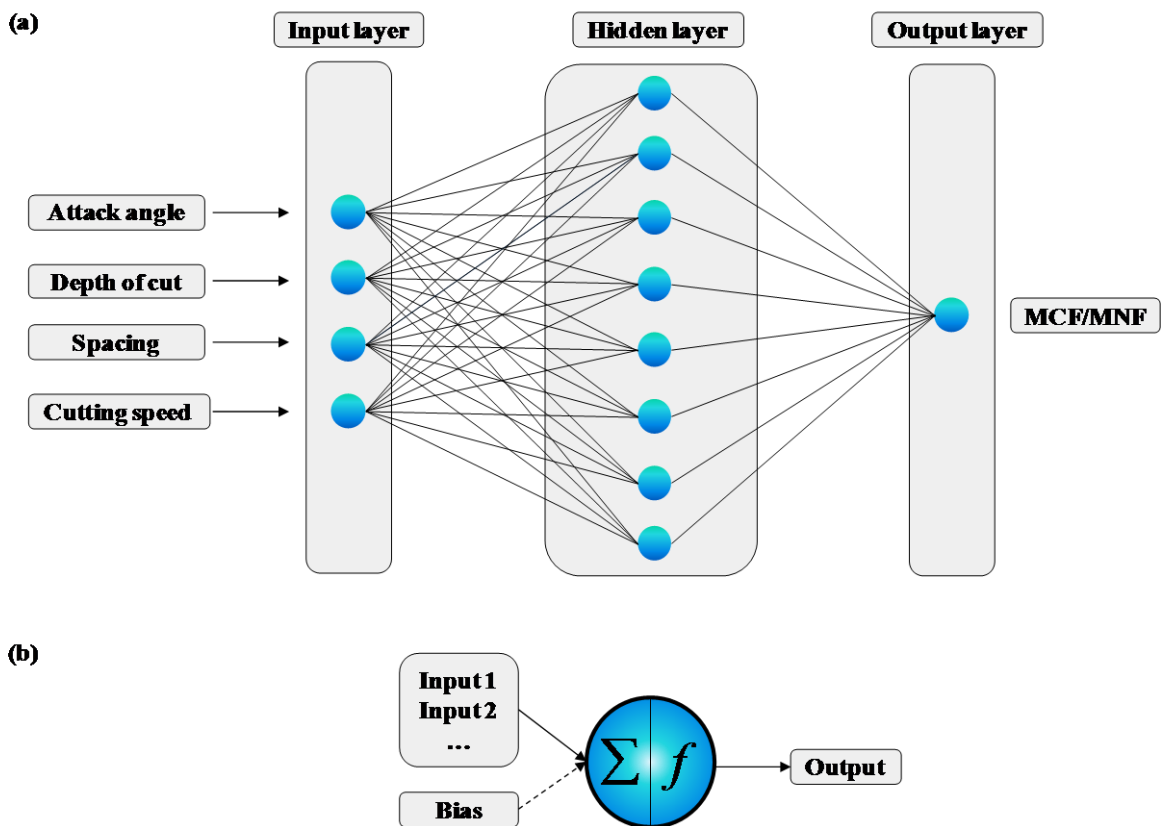 (a)
Input layer
Hidden layer
Output layer
Attack angle
Depth of cut
Spacing
Cutting speed
MCF/MNF
(b)
Input 1
Input 2
...
Bias
∑
f
Output